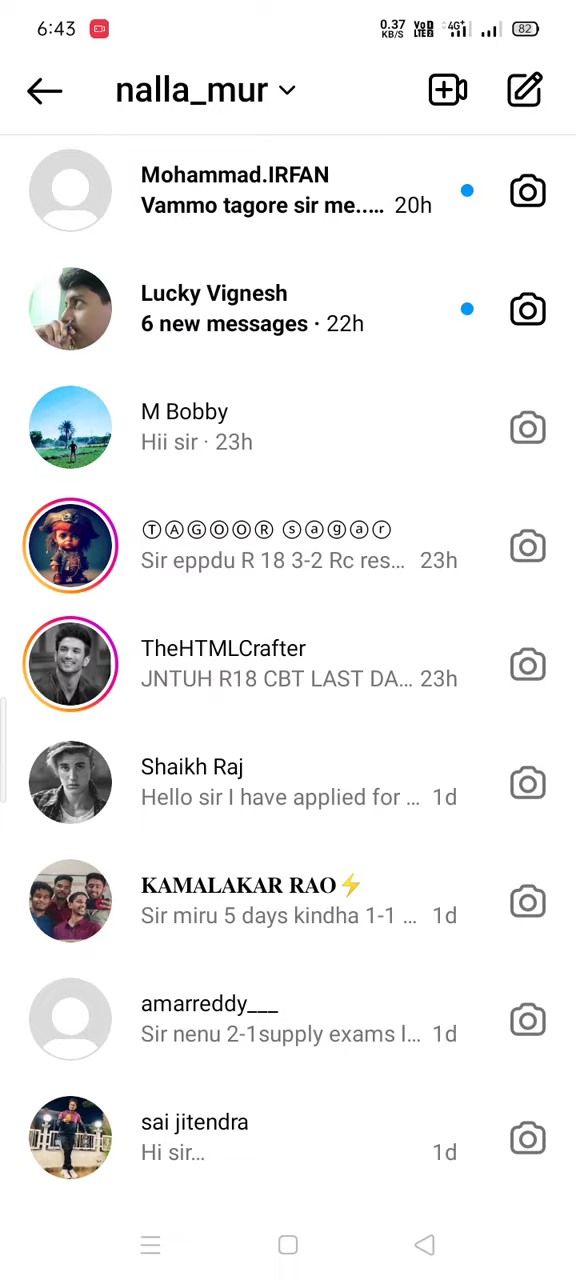 6:43 0.37 KB/S VoD LTE2 4G+ 82
nalla_mur
Mohammad.IRFAN
Vammo tagore sir me..... 20h
Lucky Vignesh
6 new messages · 22h
M Bobby
Hii sir · 23h
ⓉⒶⒼⓄⓄⓇ ⓢⓐⓖⓐⓡ
Sir eppdu R 18 3-2 Rc res... 23h
TheHTMLCrafter
JNTUH R18 CBT LAST DA... 23h
Shaikh Raj
Hello sir I have applied for ... 1d
𝐊𝐀𝐌𝐀𝐋𝐀𝐊𝐀𝐑 𝐑𝐀𝐎⚡
Sir miru 5 days kindha 1-1 ... 1d
amarreddy___
Sir nenu 2-1supply exams l... 1d
sai jitendra
Hi sir... 1d